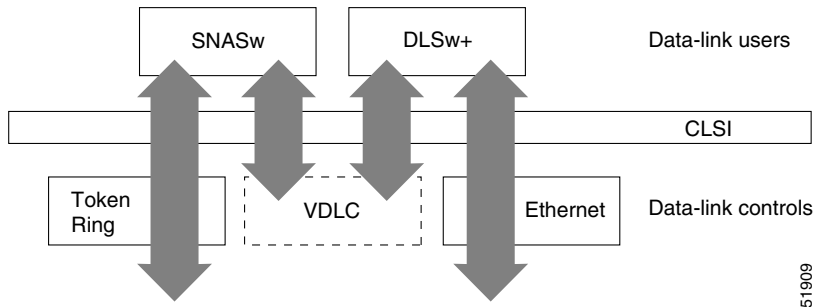 SNASw
DLSw+
Data-link users
CLSI
Token
Ring
VDLC
Ethernet
Data-link controls
51909